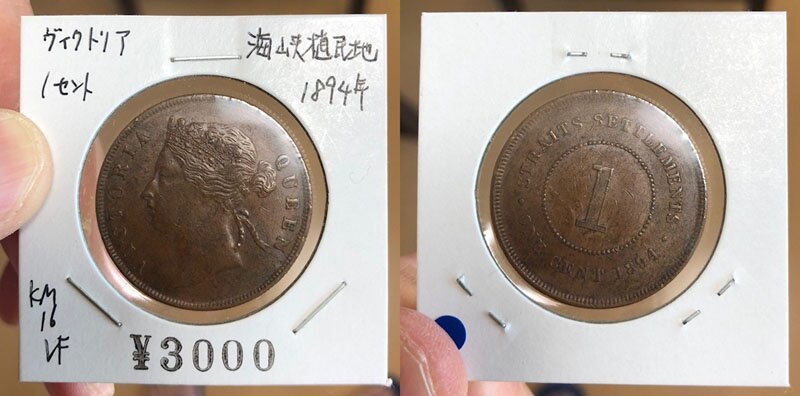 ヴィクトリア
1セント
海峡植民地
1894年
VICTORIA QUEEN
KM
16
VF
¥3000
STRAITS SETTLEMENTS
1
ONE CENT 1894